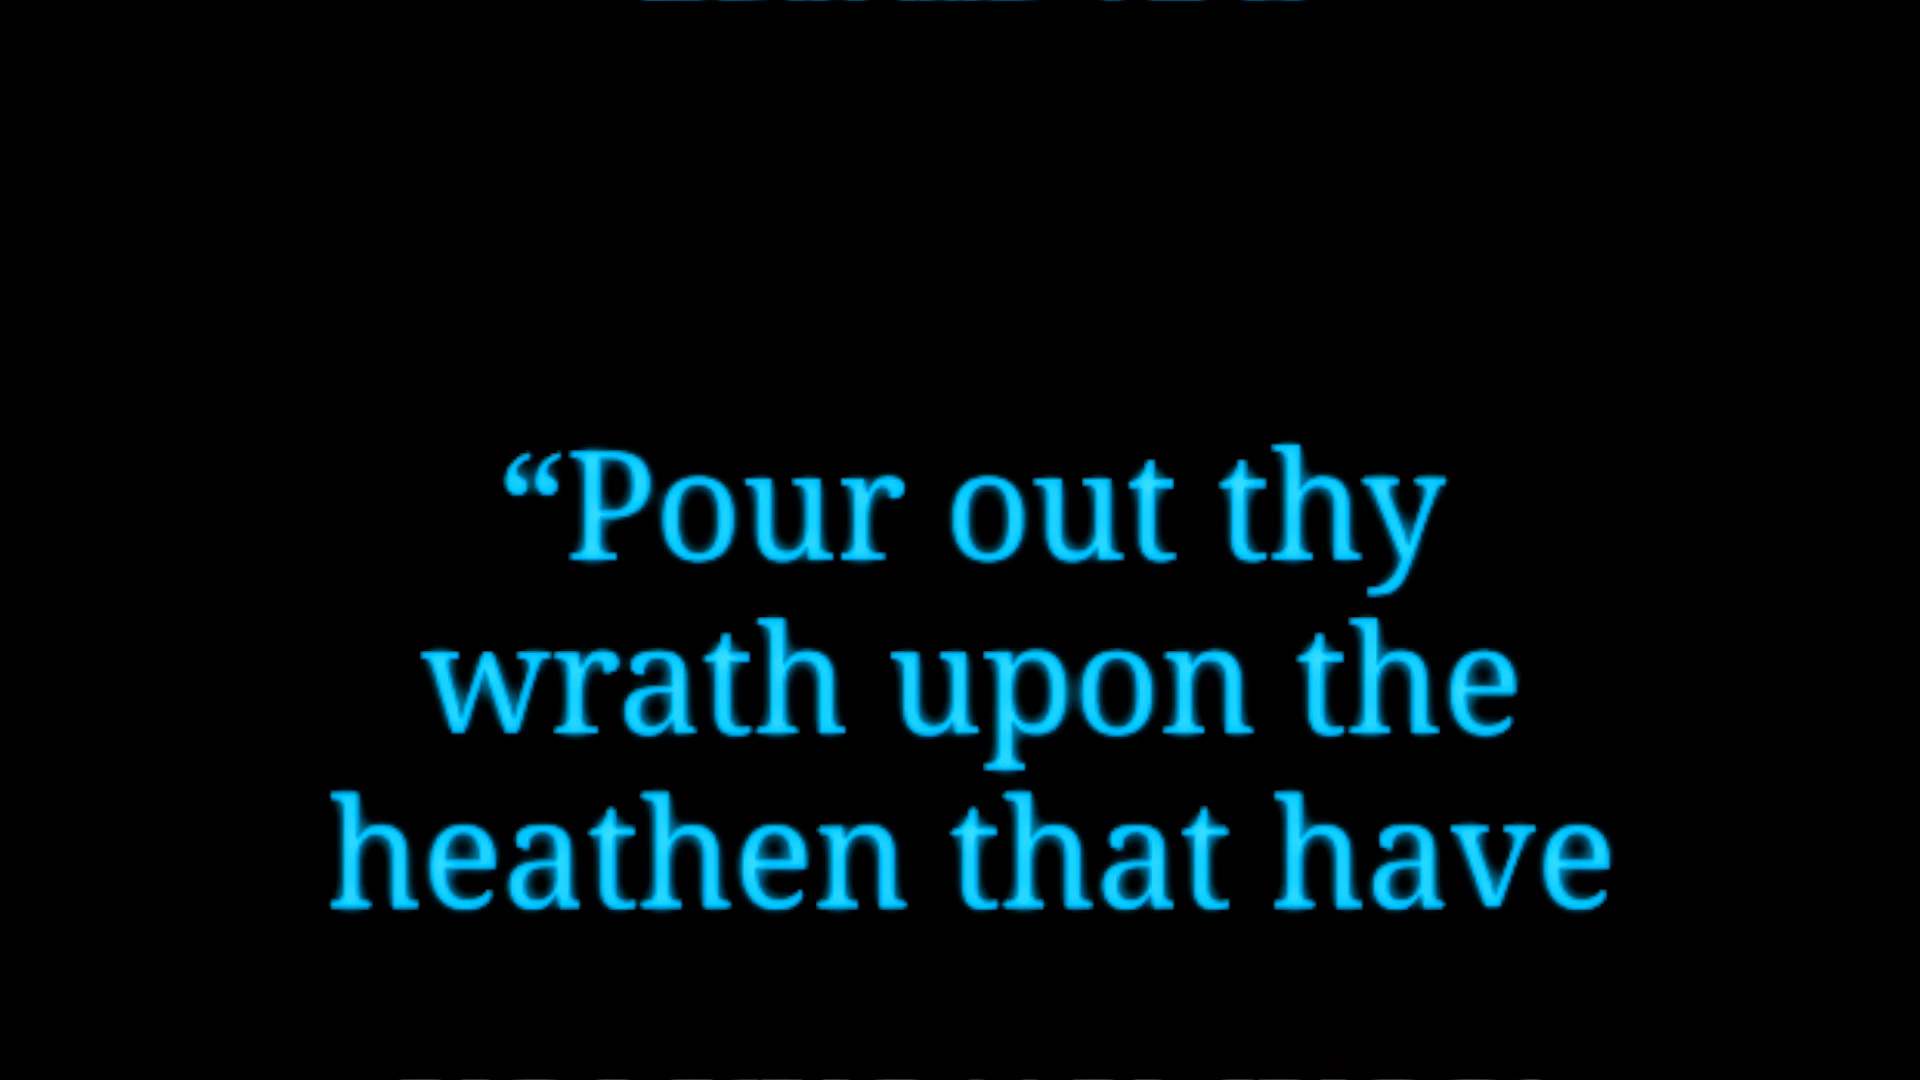 “Pour out thy
wrath upon the
heathen that have